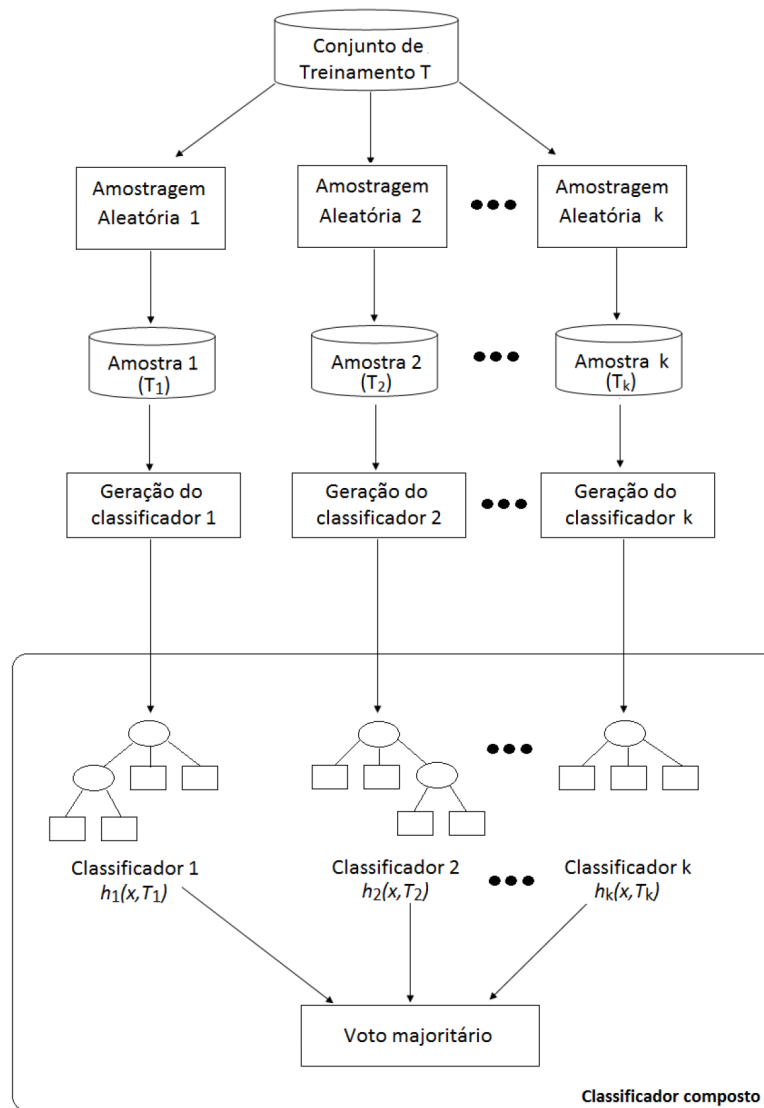 Conjunto de
Treinamento T
Amostragem
Aleatória 1
Amostragem
Aleatória 2
Amostragem
Aleatória k
Amostra 1
(T1)
Amostra 2
(T2)
Amostra k
(Tk)
Geração do
classificador 1
Geração do
classificador 2
Geração do
classificador k
Classificador 1
h1(x,T1)
Classificador 2
h2(x,T2)
Classificador k
hk(x,Tk)
Voto majoritário
Classificador composto